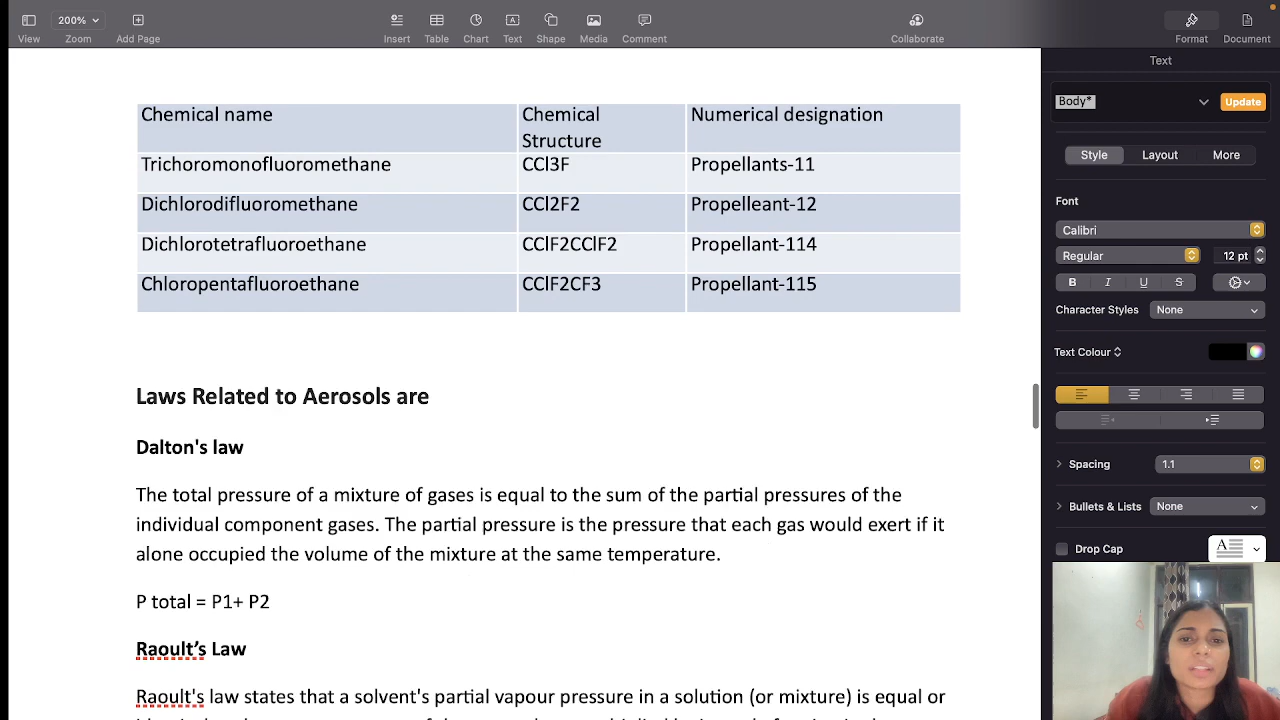 200%
View
Zoom
Add Page
Insert
Table
Chart
Text
Shape
Media
Comment
Collaborate
Format
Document
Chemical name
Chemical
Structure
Numerical designation
Trichoromonofluoromethane
CCl3F
Propellants-11
Dichlorodifluoromethane
CCl2F2
Propelleant-12
Dichlorotetrafluoroethane
CClF2CClF2
Propellant-114
Chloropentafluoroethane
CClF2CF3
Propellant-115
Laws Related to Aerosols are
Dalton's law
The total pressure of a mixture of gases is equal to the sum of the partial pressures of the
individual component gases. The partial pressure is the pressure that each gas would exert if it
alone occupied the volume of the mixture at the same temperature.
P total = P1+ P2
Raoult’s Law
Raoult's law states that a solvent's partial vapour pressure in a solution (or mixture) is equal or
Text
Body*
Update
Style
Layout
More
Font
Calibri
Regular
12 pt
B I U S
Character Styles
None
Text Colour
Spacing
1.1
Bullets & Lists
None
Drop Cap
A